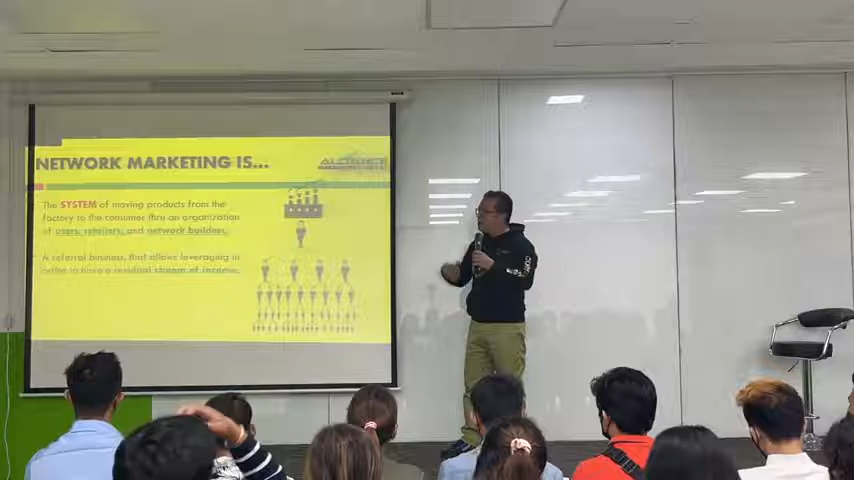 NETWORK MARKETING IS...
The SYSTEM of moving products from the
factory to the consumer thru an organization
of users, retailers, and network builders.
A referral business, that allows leveraging in
order to have a residual stream of income.